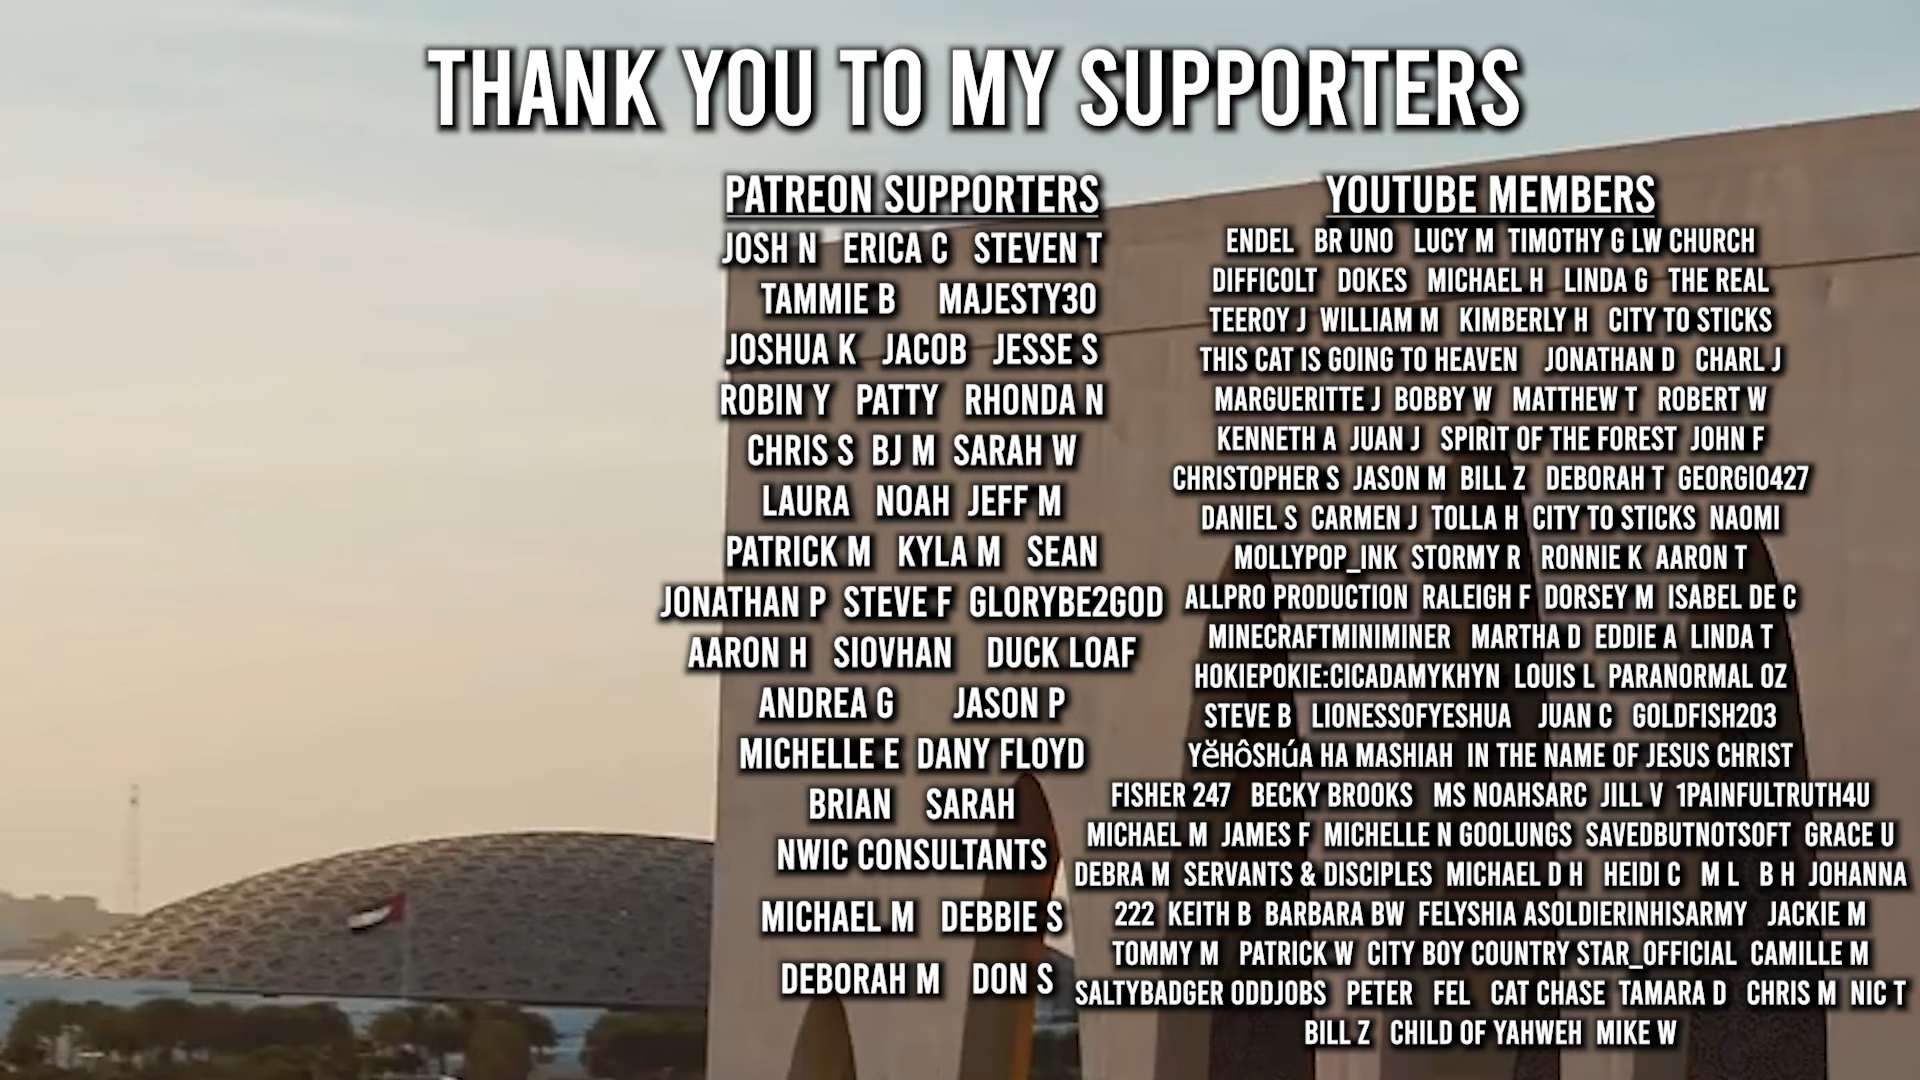 THANK YOU TO MY SUPPORTERS
PATREON SUPPORTERS
JOSH N ERICA C STEVEN T
TAMMIE B MAJESTY30
JOSHUA K JACOB JESSE S
ROBIN Y PATTY RHONDA N
CHRIS S BJ M SARAH W
LAURA NOAH JEFF M
PATRICK M KYLA M SEAN
JONATHAN P STEVE F GLORYBE2GOD
AARON H SIOVHAN DUCK LOAF
ANDREA G JASON P
MICHELLE E DANY FLOYD
BRIAN SARAH
NWIC CONSULTANTS
MICHAEL M DEBBIE S
DEBORAH M DON S
YOUTUBE MEMBERS
ENDEL BR UNO LUCY M TIMOTHY G LW CHURCH
DIFFICOLT DOKES MICHAEL H LINDA G THE REAL
TEEROY J WILLIAM M KIMBERLY H CITY TO STICKS
THIS CAT IS GOING TO HEAVEN JONATHAN D CHARL J
MARGUERITTE J BOBBY W MATTHEW T ROBERT W
KENNETH A JUAN J SPIRIT OF THE FOREST JOHN F
CHRISTOPHER S JASON M BILL Z DEBORAH T GEORGIO427
DANIEL S CARMEN J TOLLA H CITY TO STICKS NAOMI
MOLLYPOP_INK STORMY R RONNIE K AARON T
ALLPRO PRODUCTION RALEIGH F DORSEY M ISABEL DE C
MINECRAFTMINIMINER MARTHA D EDDIE A LINDA T
HOKIEPOKIE:CICADAMYKHYN LOUIS L PARANORMAL OZ
STEVE B LIONESSOFYESHUA JUAN C GOLDFISH203
YĕHôSHúA HA MASHIAH IN THE NAME OF JESUS CHRIST
FISHER 247 BECKY BROOKS MS NOAHSARC JILL V 1PAINFULTRUTH4U
MICHAEL M JAMES F MICHELLE N GOOLUNGS SAVEDBUTNOTSOFT GRACE U
DEBRA M SERVANTS & DISCIPLES MICHAEL D H HEIDI C M L B H JOHANNA
222 KEITH B BARBARA BW FELYSHIA ASOLDIERINHISARMY JACKIE M
TOMMY M PATRICK W CITY BOY COUNTRY STAR_OFFICIAL CAMILLE M
SALTYBADGER ODDJOBS PETER FEL CAT CHASE TAMARA D CHRIS M NIC T
BILL Z CHILD OF YAHWEH MIKE W